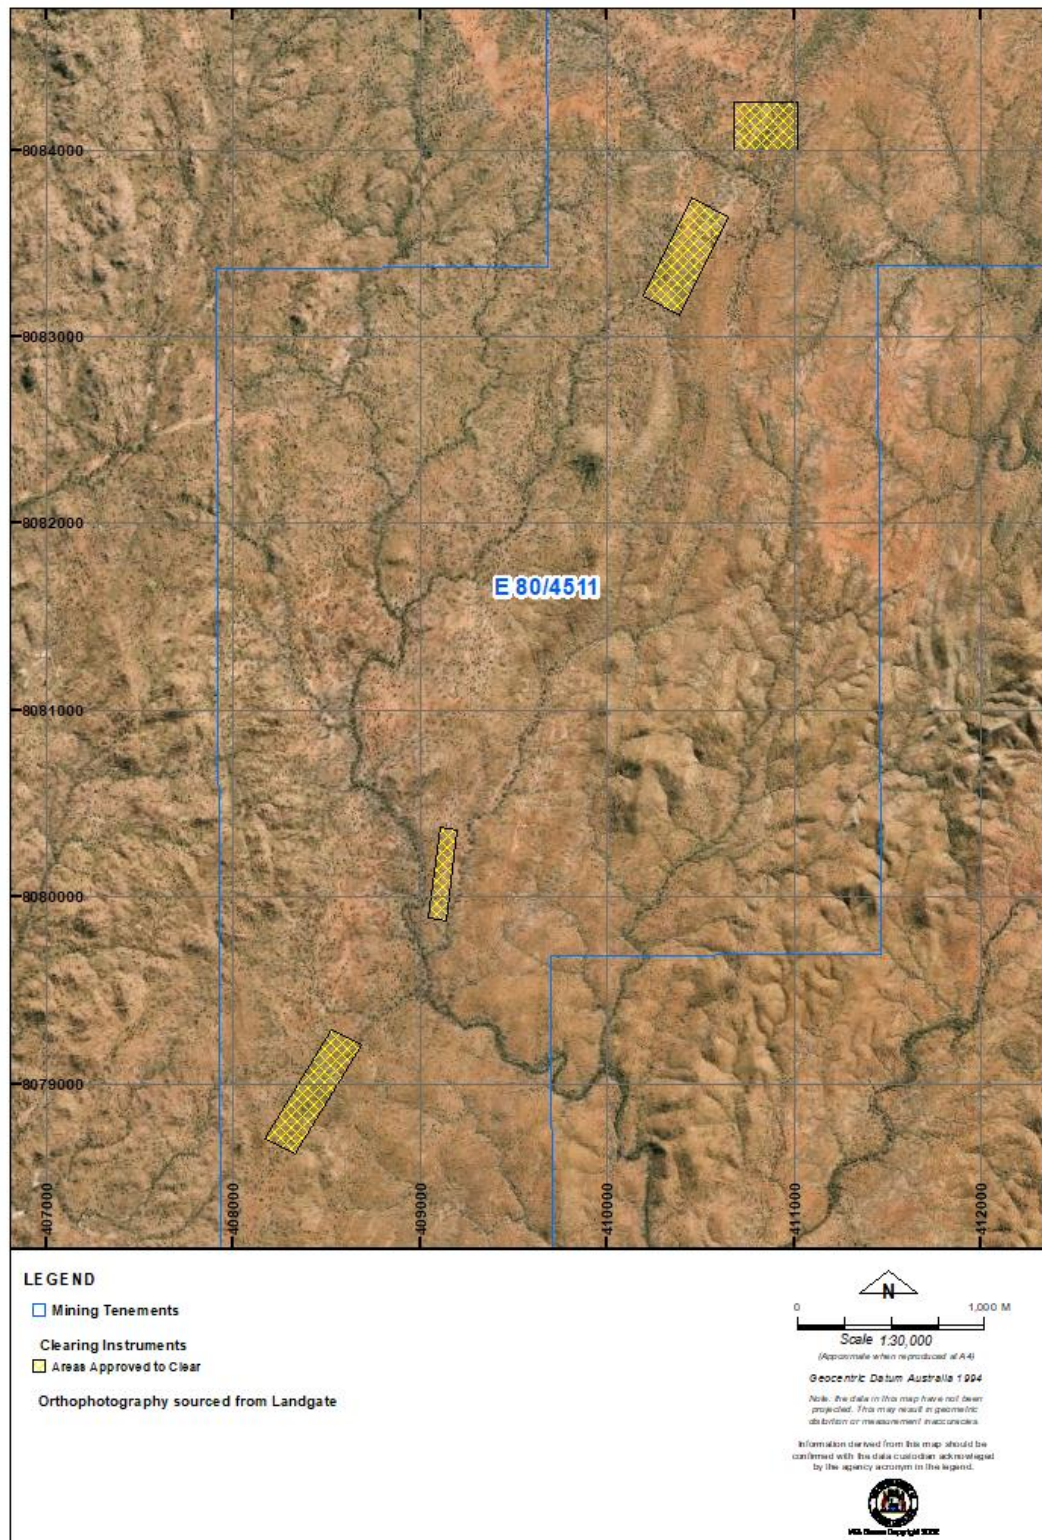 8084000
8083000
8082000
E 80/4511
8081000
8080000
8079000
407000
408000
409000
410000
411000
412000
LEGEND
Mining Tenements
Clearing Instruments
Areas Approved to Clear
Orthophotography sourced from Landgate
N
0 1,000 M
Scale 1:30,000
(Approximate when reproduced at A4)
Geocentric Datum Australia 1994
Note: the data in this map have not been
projected. This may result in geometric
distortion or measurement inaccuracies.
Information derived from this map should be
confirmed with the data custodian acknowleged
by the agency acronym in the legend.